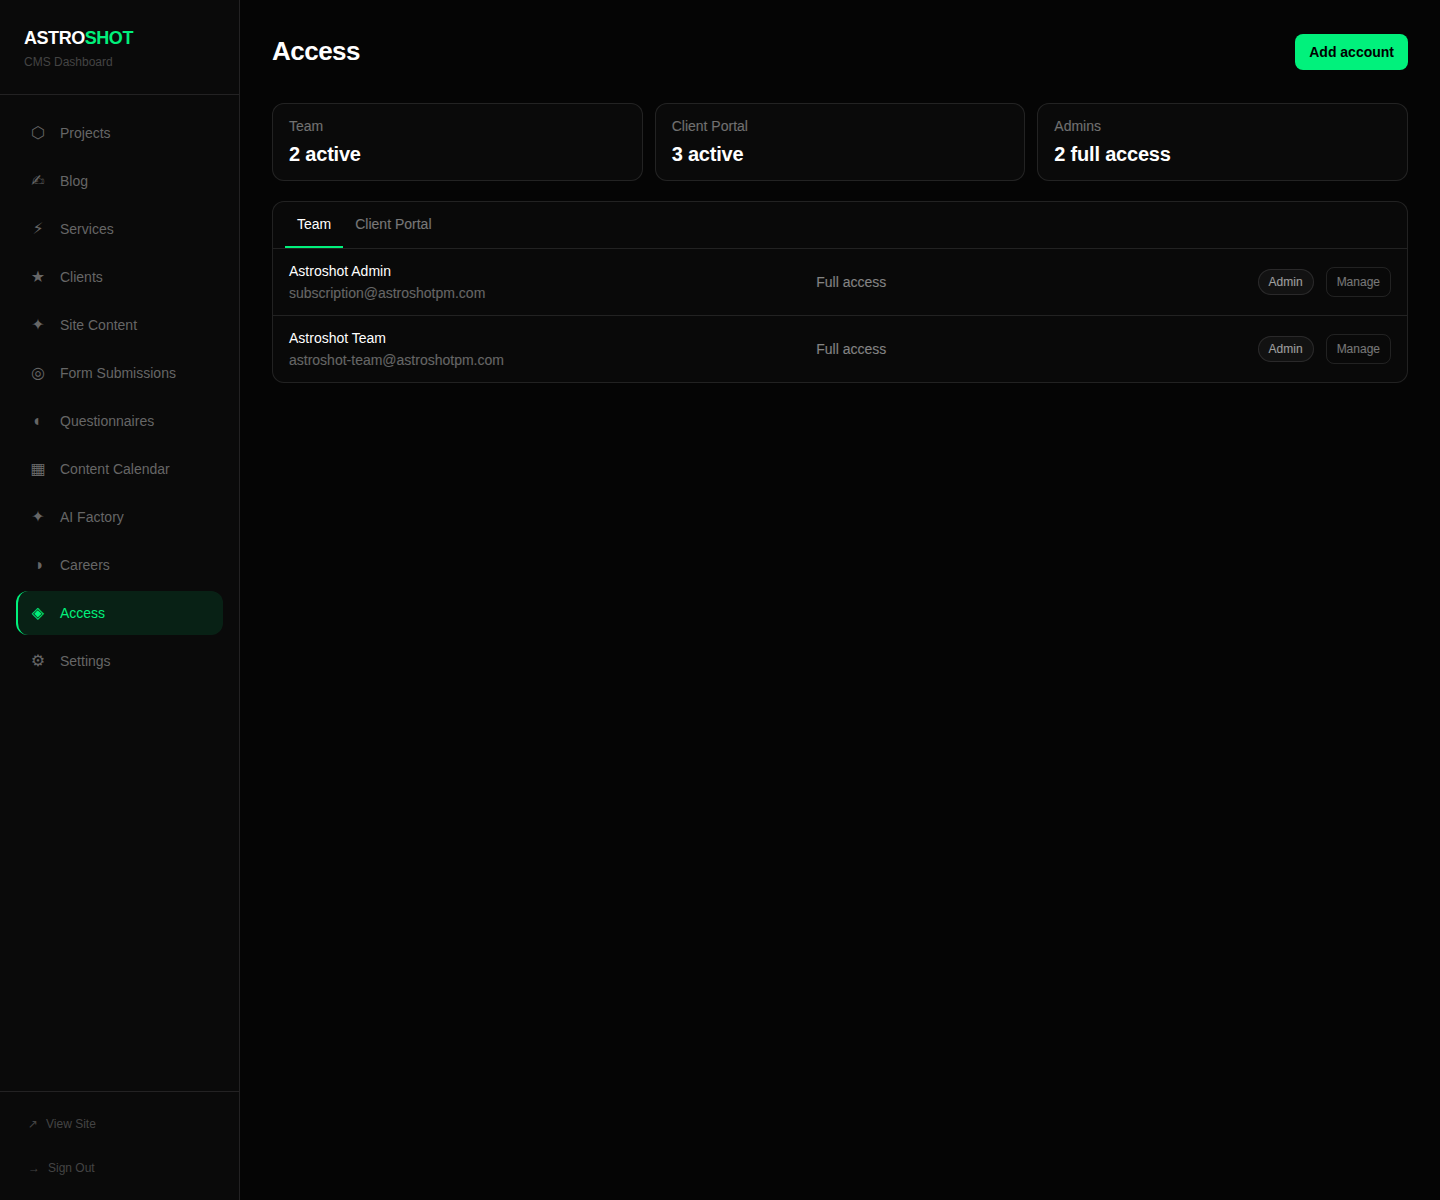 ASTROSHOT
CMS Dashboard
Projects
Blog
Services
Clients
Site Content
Form Submissions
Questionnaires
Content Calendar
AI Factory
Careers
Access
Settings
View Site
Sign Out
Access
Add account
Team
2 active
Client Portal
3 active
Admins
2 full access
Team Client Portal
Astroshot Admin
subscription@astroshotpm.com
Full access
Admin
Manage
Astroshot Team
astroshot-team@astroshotpm.com
Full access
Admin
Manage